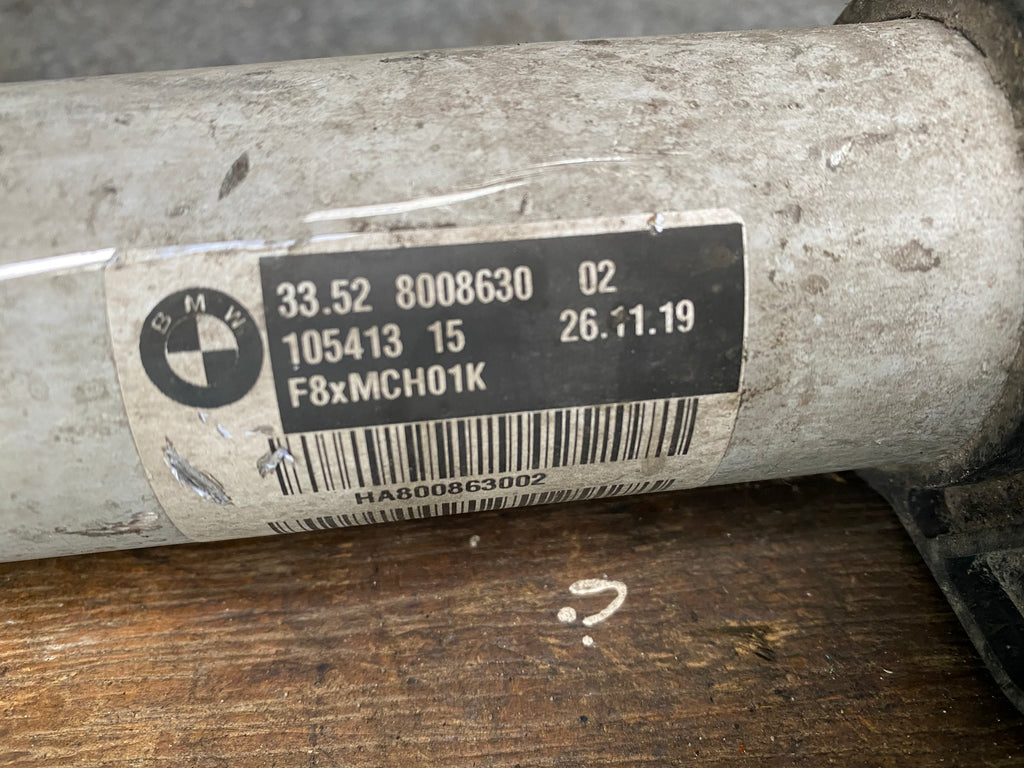 BMW
33.52 8008630 02
105413 15 26.11.19
F8xMCH01K
HA800863002